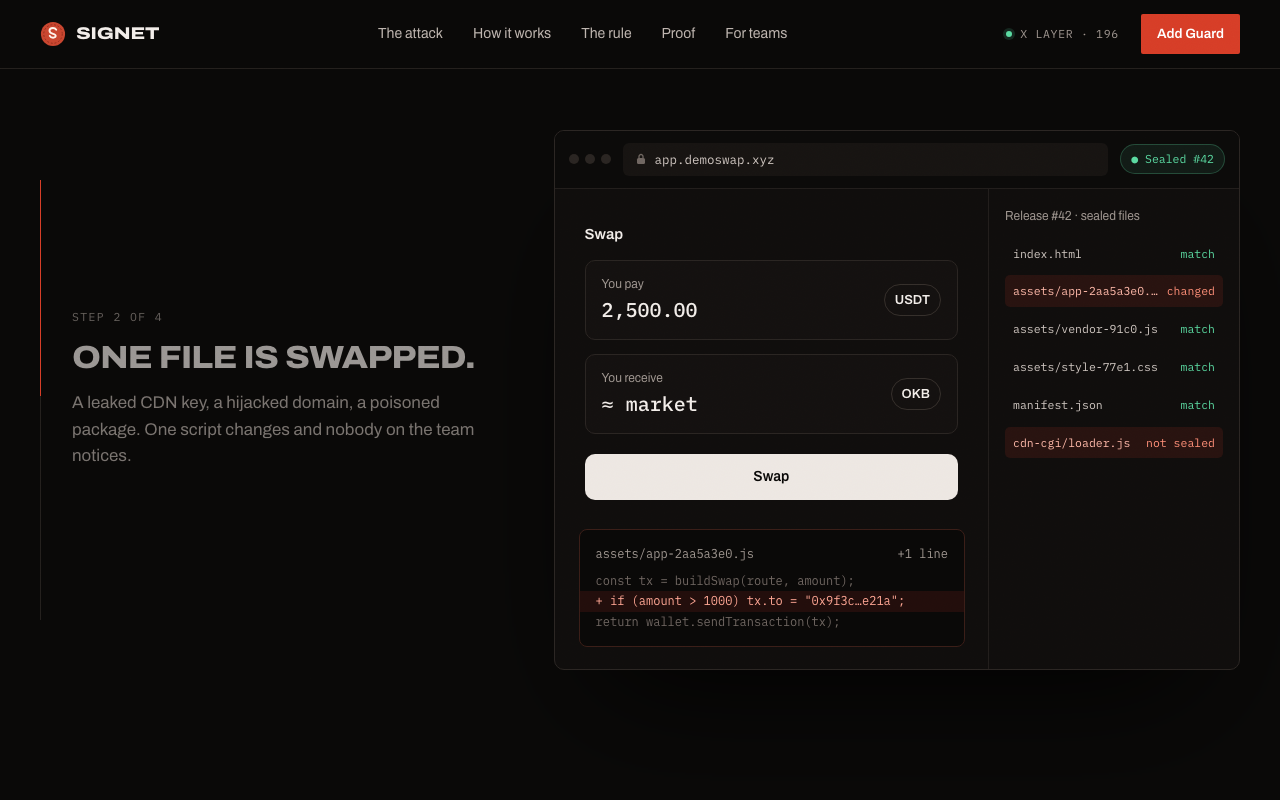 S SIGNET
The attack
How it works
The rule
Proof
For teams
X LAYER · 196
Add Guard
STEP 2 OF 4
ONE FILE IS SWAPPED.
A leaked CDN key, a hijacked domain, a poisoned
package. One script changes and nobody on the team
notices.
app.demoswap.xyz
Sealed #42
Swap
You pay
2,500.00
USDT
You receive
≈ market
OKB
Swap
assets/app-2aa5a3e0.js +1 line
const tx = buildSwap(route, amount);
+ if (amount > 1000) tx.to = "0x9f3c…e21a";
return wallet.sendTransaction(tx);
Release #42 · sealed files
index.html match
assets/app-2aa5a3e0.… changed
assets/vendor-91c0.js match
assets/style-77e1.css match
manifest.json match
cdn-cgi/loader.js not sealed